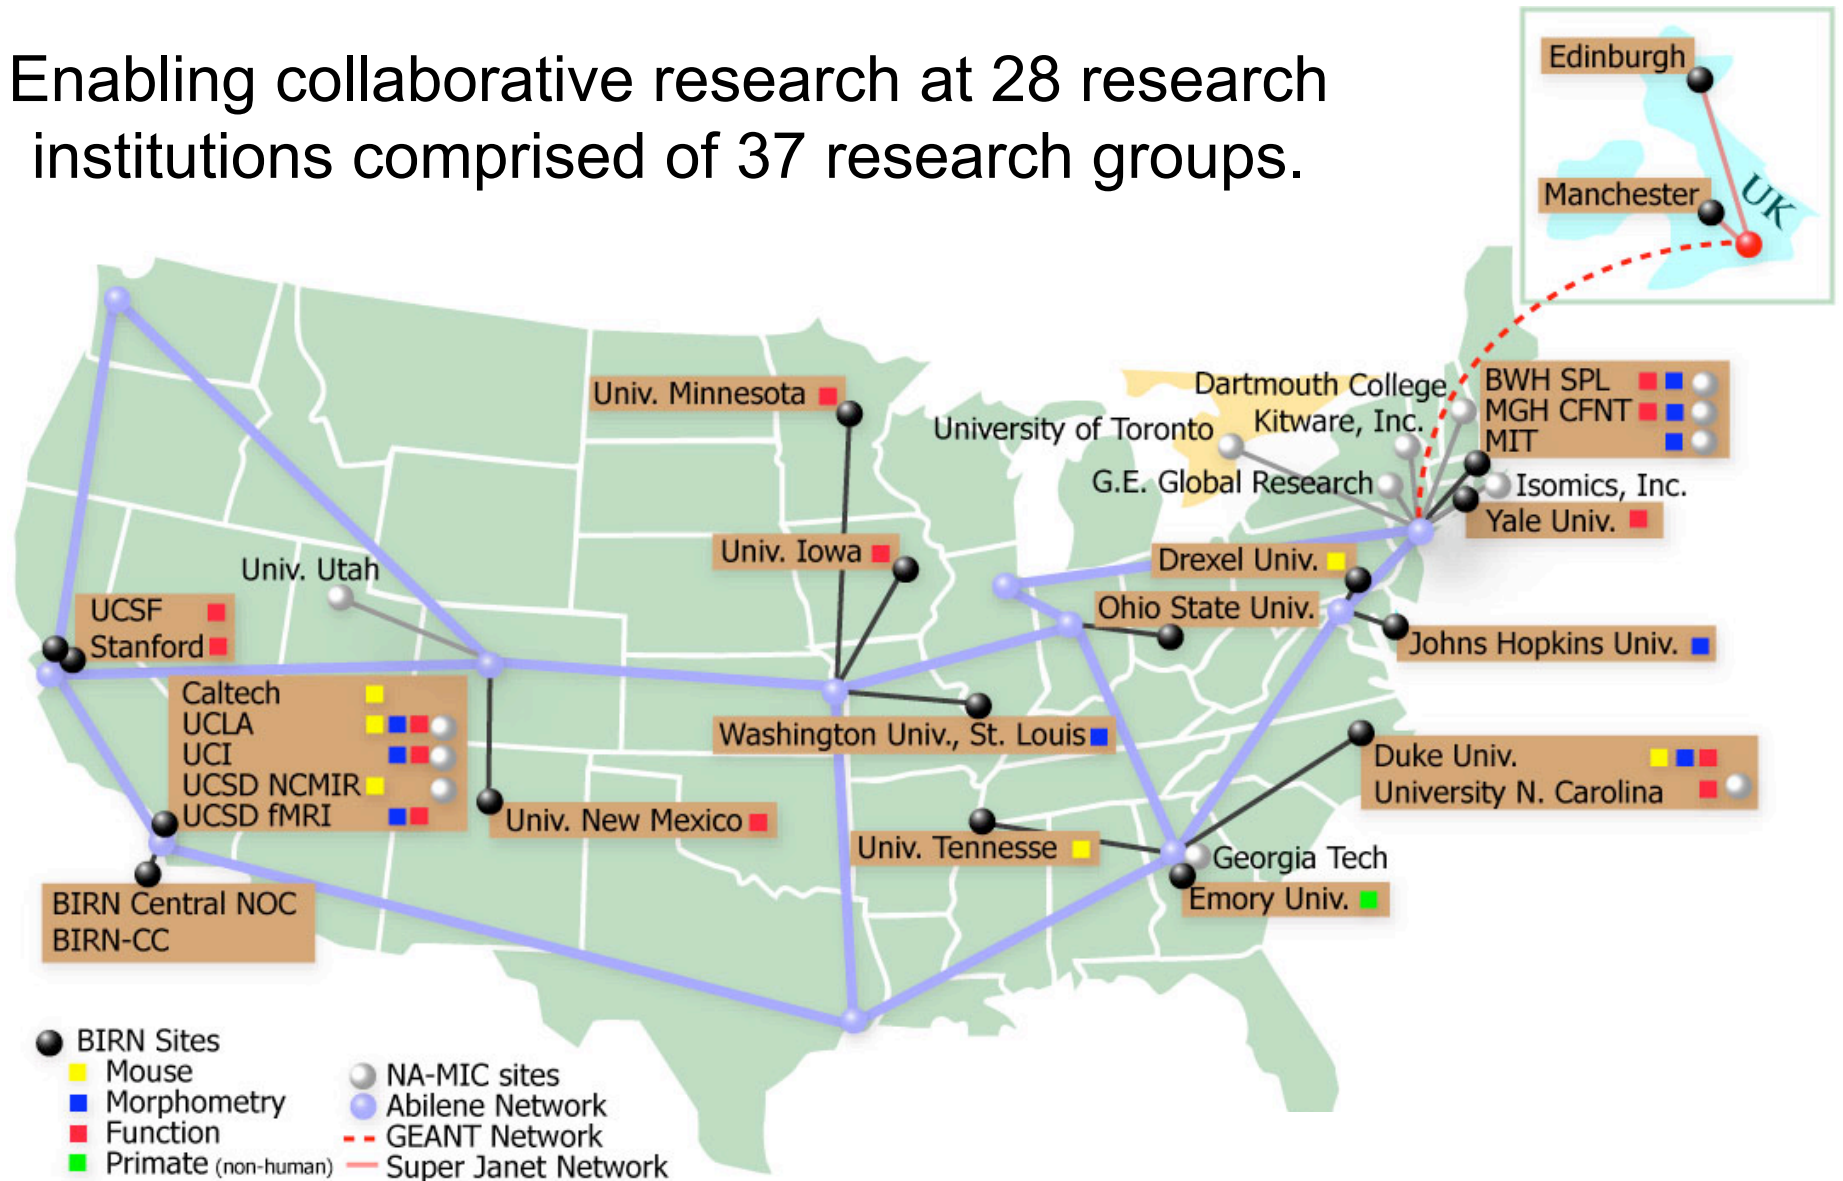 Enabling collaborative research at 28 research
institutions comprised of 37 research groups.
Edinburgh
Manchester
UK
Univ. Minnesota
Dartmouth College
Kitware, Inc.
University of Toronto
G.E. Global Research
BWH SPL
MGH CFNT
MIT
Isomics, Inc.
Yale Univ.
Univ. Iowa
Drexel Univ.
Univ. Utah
Ohio State Univ.
Johns Hopkins Univ.
UCSF
Stanford
Caltech
UCLA
UCI
UCSD NCMIR
UCSD fMRI
Washington Univ., St. Louis
Duke Univ.
University N. Carolina
Univ. New Mexico
Univ. Tennesse
Georgia Tech
Emory Univ.
BIRN Central NOC
BIRN-CC
BIRN Sites
Mouse
Morphometry
Function
Primate (non-human)
NA-MIC sites
Abilene Network
GEANT Network
Super Janet Network